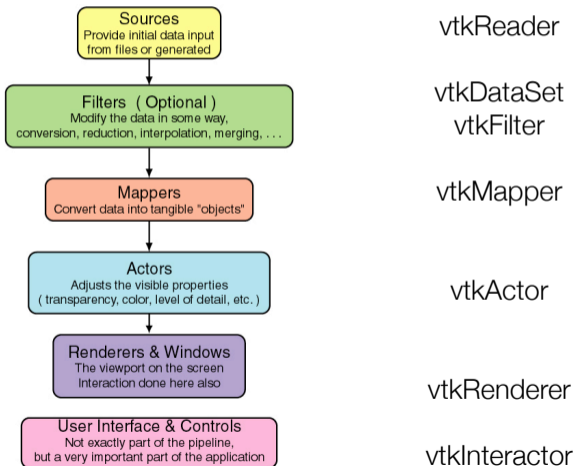 Sources
Provide initial data input
from files or generated
vtkReader
Filters ( Optional )
Modify the data in some way,
conversion, reduction, interpolation, merging, . . .
vtkDataSet
vtkFilter
Mappers
Convert data into tangible "objects"
vtkMapper
Actors
Adjusts the visible properties
( transparency, color, level of detail, etc. )
vtkActor
Renderers & Windows
The viewport on the screen
Interaction done here also
vtkRenderer
User Interface & Controls
Not exactly part of the pipeline,
but a very important part of the application
vtkInteractor